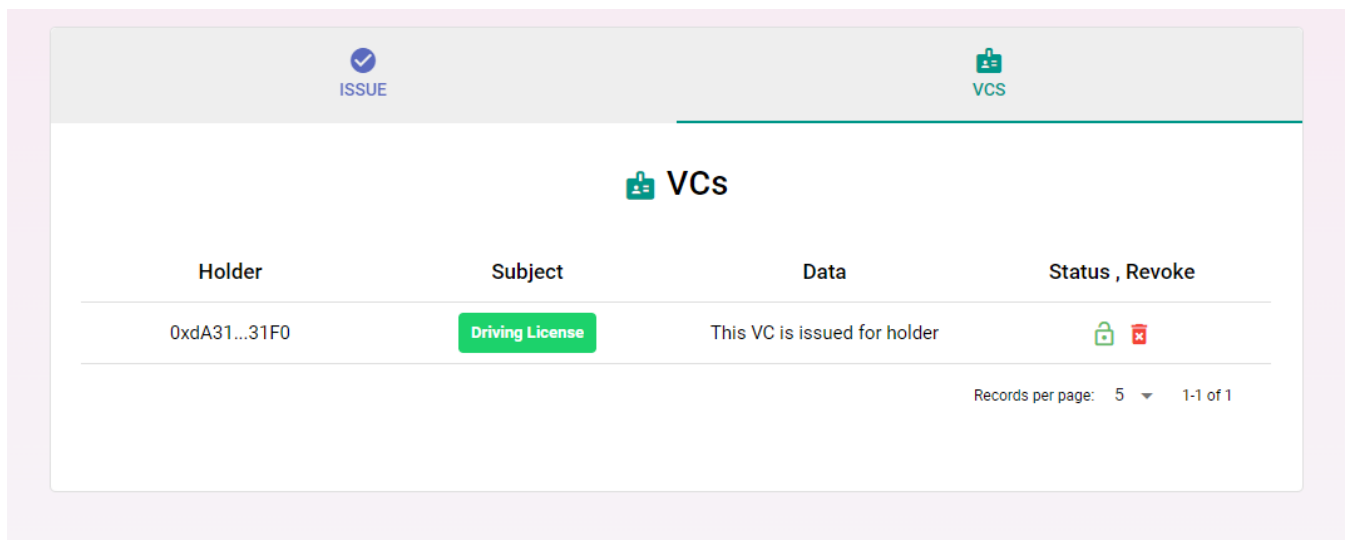 ISSUE
VCS
VCs
Holder Subject Data Status , Revoke
0xdA31...31F0 Driving License This VC is issued for holder
Records per page: 5 1-1 of 1